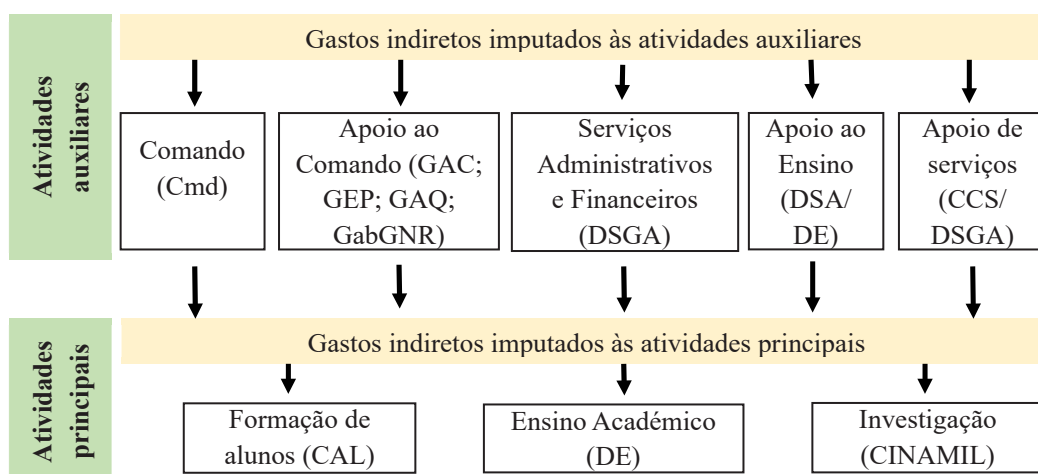 Atividades
auxiliares
Gastos indiretos imputados às atividades auxiliares
Comando
(Cmd)
Apoio ao
Comando (GAC;
GEP; GAQ;
GabGNR)
Serviços
Administrativos
e Financeiros
(DSGA)
Apoio ao
Ensino
(DSA/
DE)
Apoio de
serviços
(CCS/
DSGA)
Atividades
principais
Gastos indiretos imputados às atividades principais
Formação de
alunos (CAL)
Ensino Académico
(DE)
Investigação
(CINAMIL)